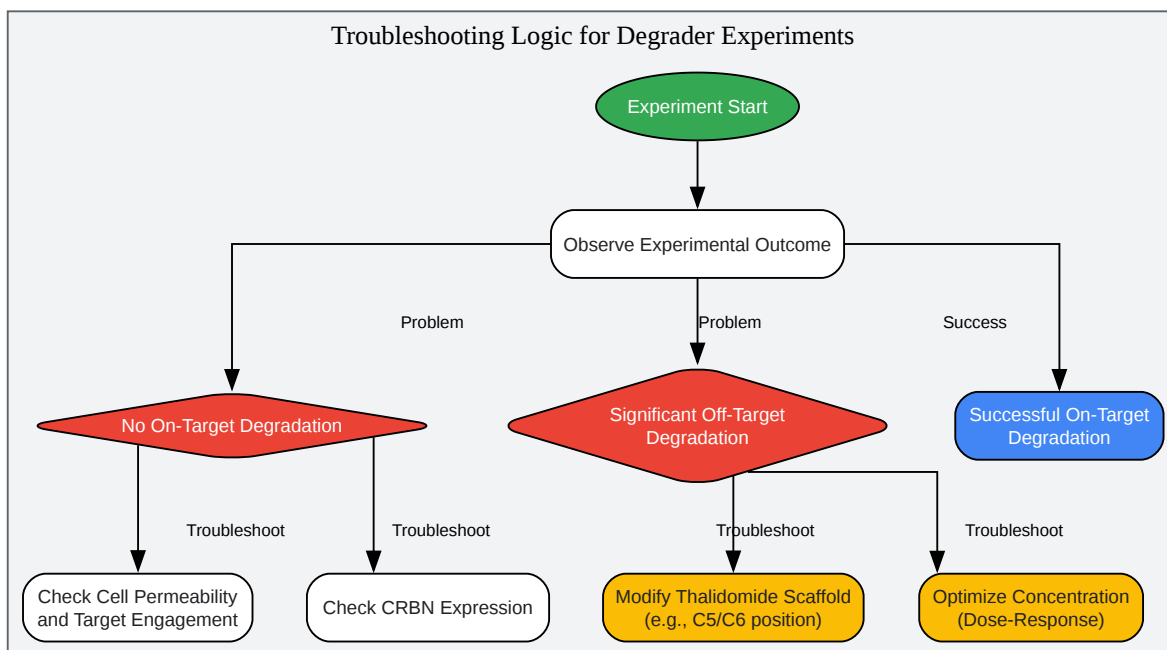 Troubleshooting Logic for Degrader Experiments
Experiment Start
Observe Experimental Outcome
Problem
Problem
Success
No On-Target Degradation
Significant Off-Target
Degradation
Successful On-Target
Degradation
Troubleshoot
Troubleshoot
Troubleshoot
Troubleshoot
Check Cell Permeability
and Target Engagement
Check CRBN Expression
Modify Thalidomide Scaffold
(e.g., C5/C6 position)
Optimize Concentration
(Dose-Response)